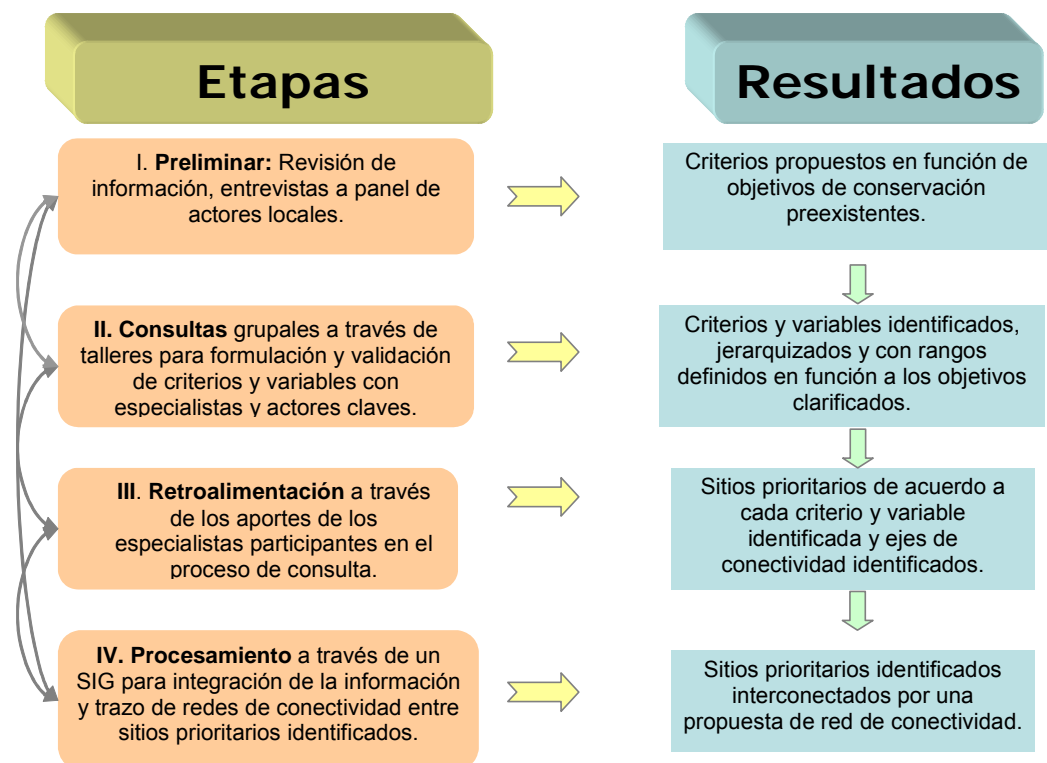 Etapas
Resultados
I. Preliminar: Revisión de
información, entrevistas a panel de
actores locales.
Criterios propuestos en función de
objetivos de conservación
preexistentes.
II. Consultas grupales a través de
talleres para formulación y validación
de criterios y variables con
especialistas y actores claves.
Criterios y variables identificados,
jerarquizados y con rangos
definidos en función a los objetivos
clarificados.
III. Retroalimentación a través
de los aportes de los
especialistas participantes en el
proceso de consulta.
Sitios prioritarios de acuerdo a
cada criterio y variable
identificada y ejes de
conectividad identificados.
IV. Procesamiento a través de un
SIG para integración de la información
y trazo de redes de conectividad entre
sitios prioritarios identificados.
Sitios prioritarios identificados
interconectados por una
propuesta de red de conectividad.